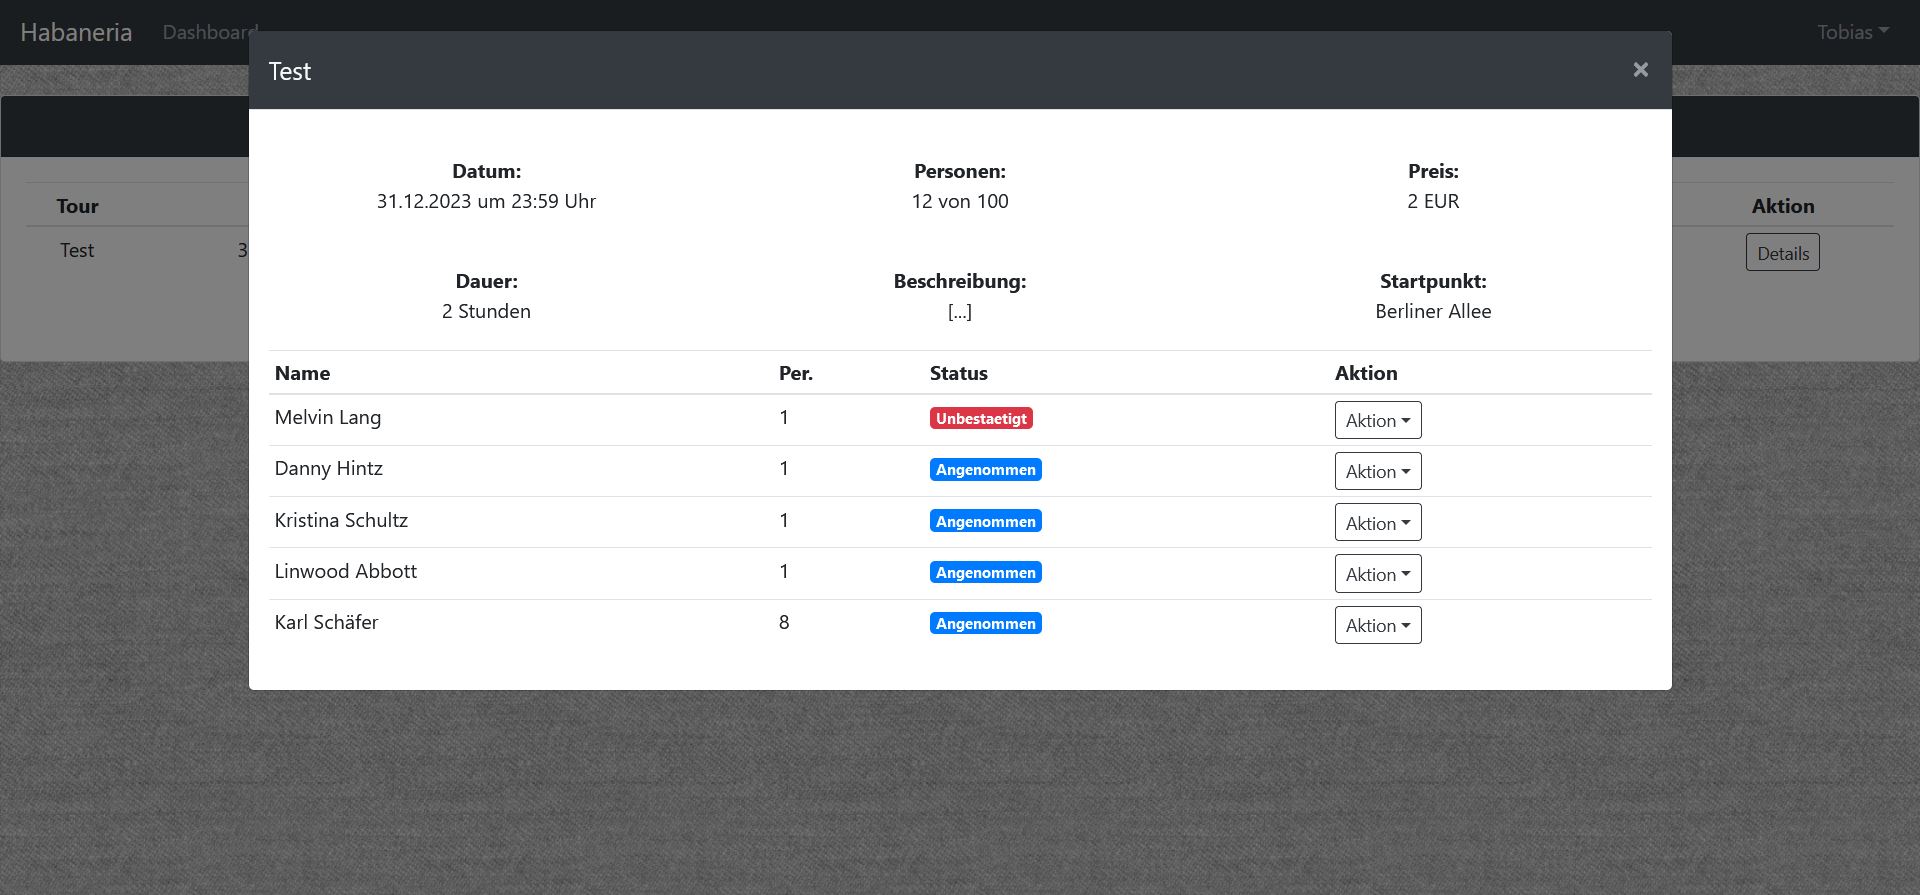 Habaneria Dashboard Tobias
Test ×
Datum: Personen: Preis:
31.12.2023 um 23:59 Uhr 12 von 100 2 EUR
Tour Aktion
Test 3 Details
Dauer: Beschreibung: Startpunkt:
2 Stunden [...] Berliner Allee
Name Per. Status Aktion
Melvin Lang 1 Unbestaetigt Aktion
Danny Hintz 1 Angenommen Aktion
Kristina Schultz 1 Angenommen Aktion
Linwood Abbott 1 Angenommen Aktion
Karl Schäfer 8 Angenommen Aktion